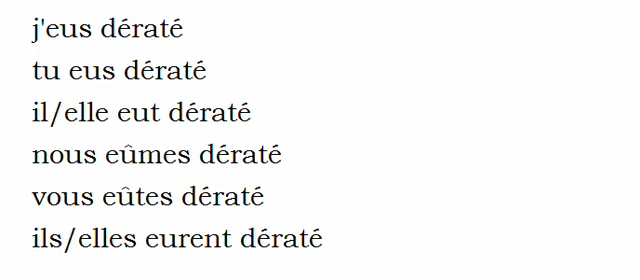 j'eus dératé
tu eus dératé
il/elle eut dératé
nous eûmes dératé
vous eûtes dératé
ils/elles eurent dératé